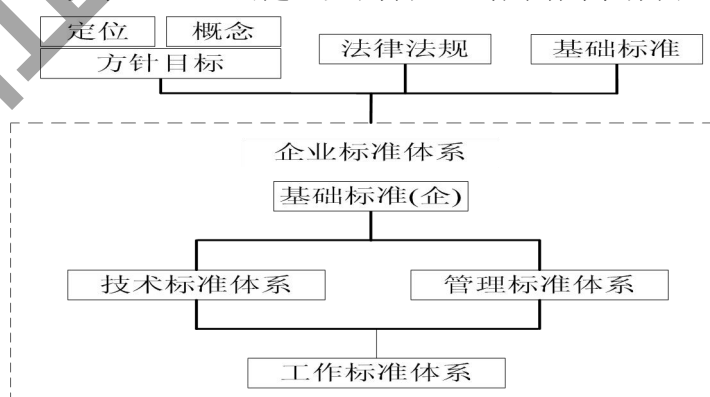 定位 概念
方针目标 法律法规 基础标准
企业标准体系
基础标准(企)
技术标准体系 管理标准体系
工作标准体系